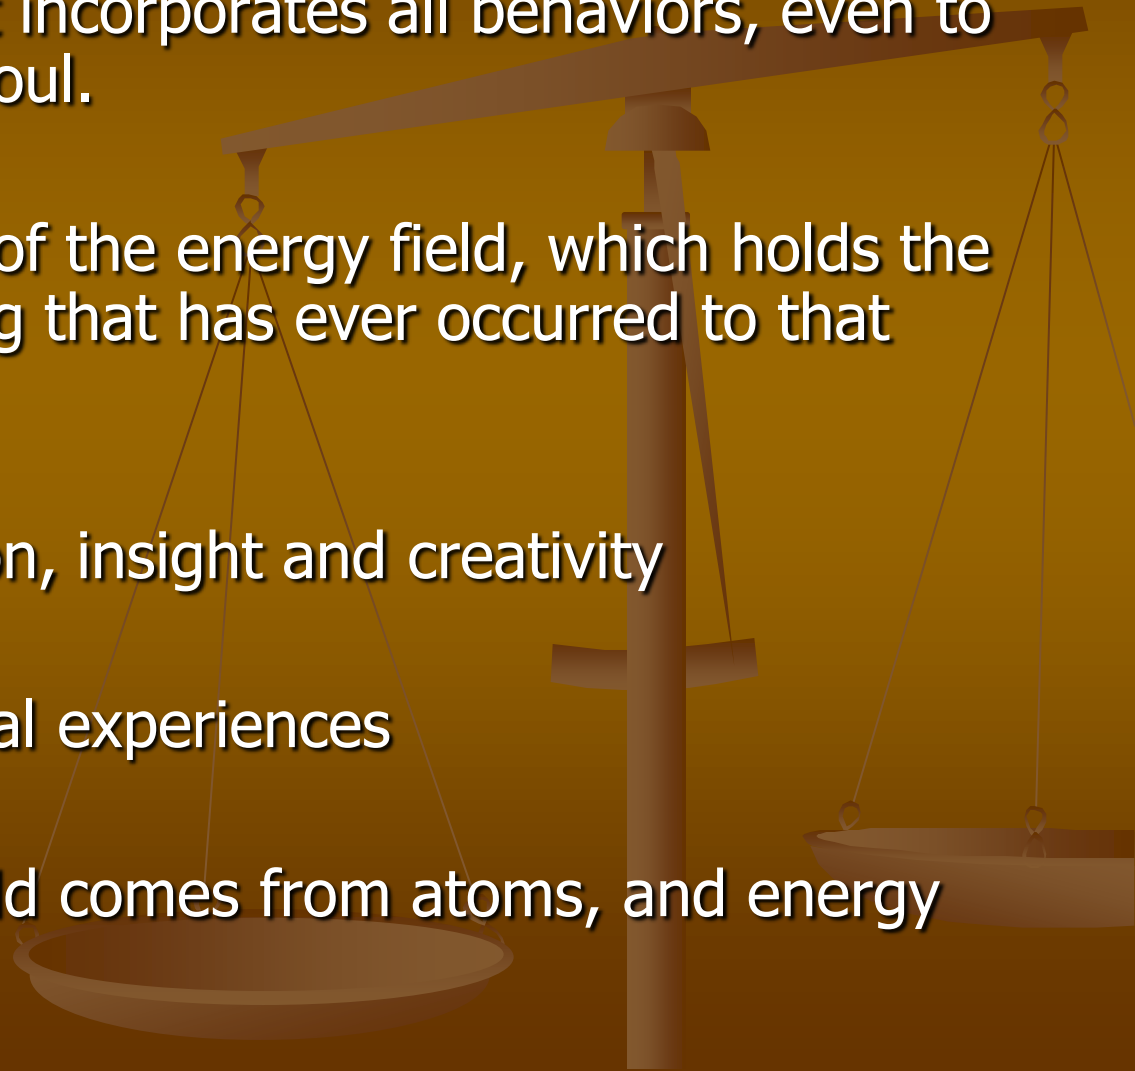 incorporates all behaviors, even to
oul.
of the energy field, which holds the
g that has ever occurred to that
on, insight and creativity
al experiences
ld comes from atoms, and energy